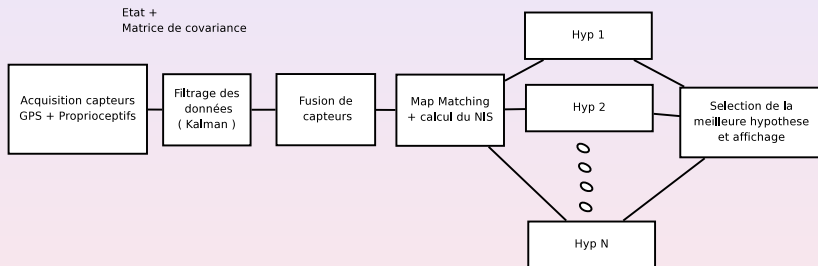 Etat +
Matrice de covariance
Acquisition capteurs
GPS + Proprioceptifs
Filtrage des
données
( Kalman )
Fusion de
capteurs
Map Matching
+ calcul du NIS
Hyp 1
Hyp 2
Hyp N
Selection de la
meilleure hypothese
et affichage